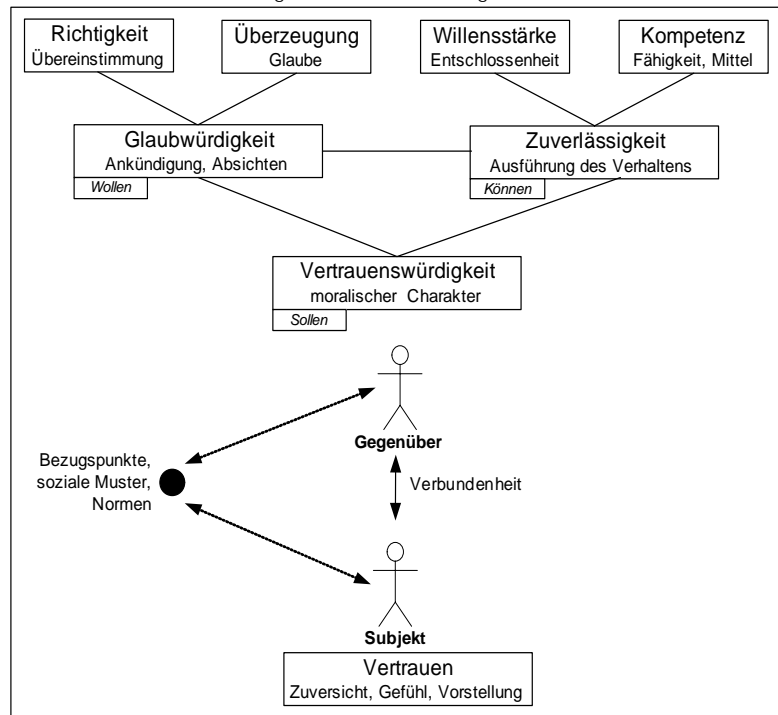 Richtigkeit
Übereinstimmung
Überzeugung
Glaube
Willensstärke
Entschlossenheit
Kompetenz
Fähigkeit, Mittel
Glaubwürdigkeit
Ankündigung, Absichten
Wollen
Zuverlässigkeit
Ausführung des Verhaltens
Können
Vertrauenswürdigkeit
moralischer Charakter
Sollen
Gegenüber
Bezugspunkte,
soziale Muster,
Normen
Verbundenheit
Subjekt
Vertrauen
Zuversicht, Gefühl, Vorstellung